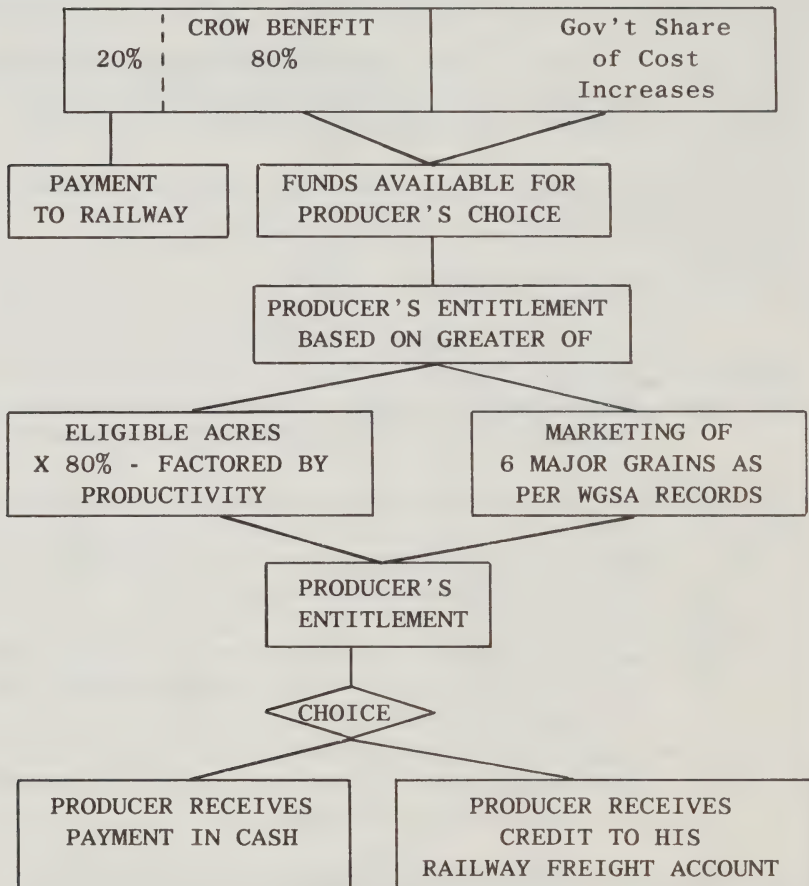 CROW BENEFIT
20% 80%
Gov't Share
of Cost
Increases
PAYMENT
TO RAILWAY
FUNDS AVAILABLE FOR
PRODUCER'S CHOICE
PRODUCER'S ENTITLEMENT
BASED ON GREATER OF
ELIGIBLE ACRES
X 80% - FACTORED BY
PRODUCTIVITY
MARKETING OF
6 MAJOR GRAINS AS
PER WGSA RECORDS
PRODUCER'S
ENTITLEMENT
CHOICE
PRODUCER RECEIVES
PAYMENT IN CASH
PRODUCER RECEIVES
CREDIT TO HIS
RAILWAY FREIGHT ACCOUNT